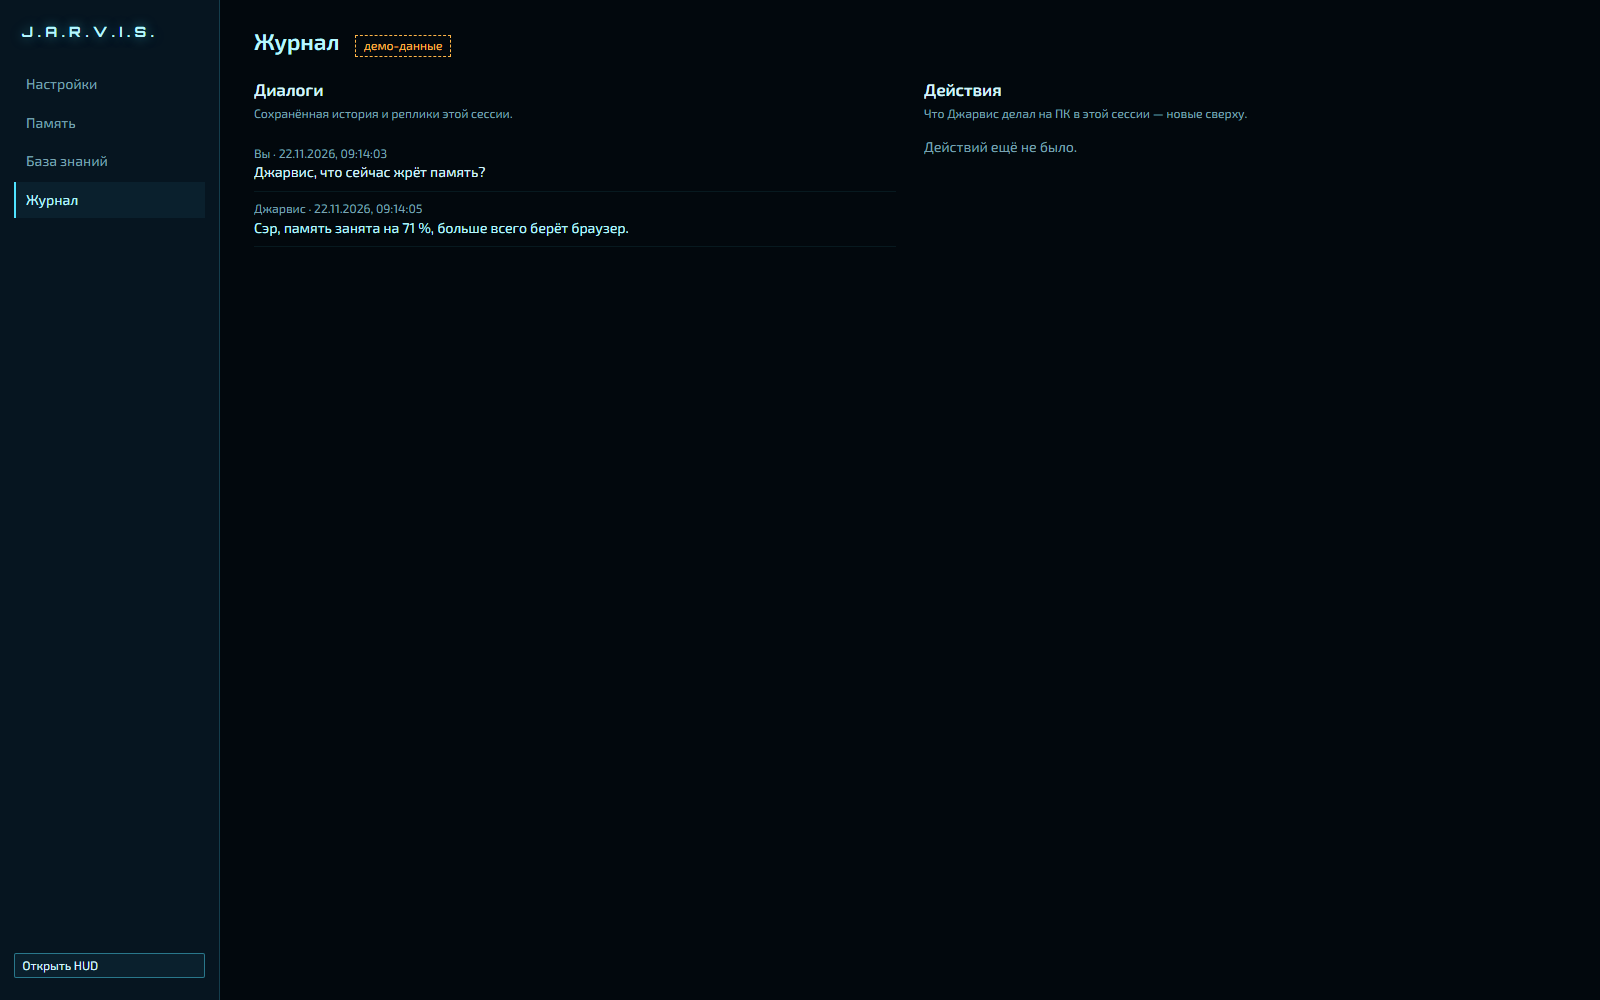 J.A.R.V.I.S.
Настройки
Память
База знаний
Журнал
Открыть HUD
Журнал
демо-данные
Диалоги
Сохранённая история и реплики этой сессии.
Вы · 22.11.2026, 09:14:03
Джарвис, что сейчас жрёт память?
Джарвис · 22.11.2026, 09:14:05
Сэр, память занята на 71 %, больше всего берёт браузер.
Действия
Что Джарвис делал на ПК в этой сессии — новые сверху.
Действий ещё не было.